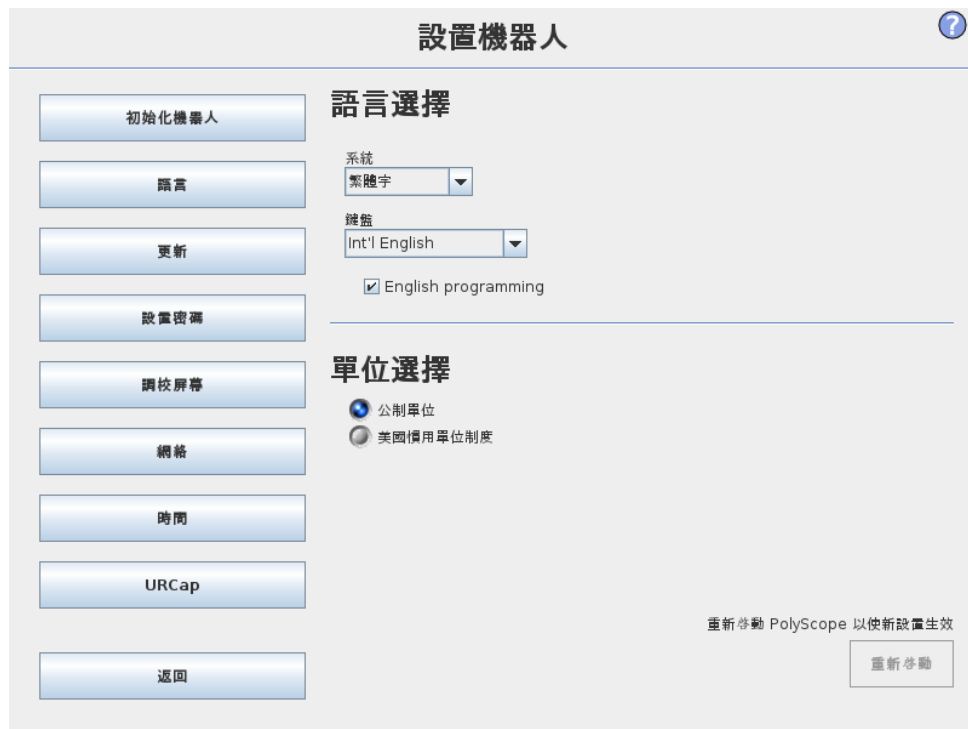 設置機器人
?
初始化機器人
語言
更新
設置密碼
調校屏幕
網絡
時間
URCap
返回
語言選擇
系統
繁體字
鍵盤
Int'l English
English programming
單位選擇
公制單位
美國慣用單位制度
重新啓動 PolyScope 以使新設置生效
重新啓動